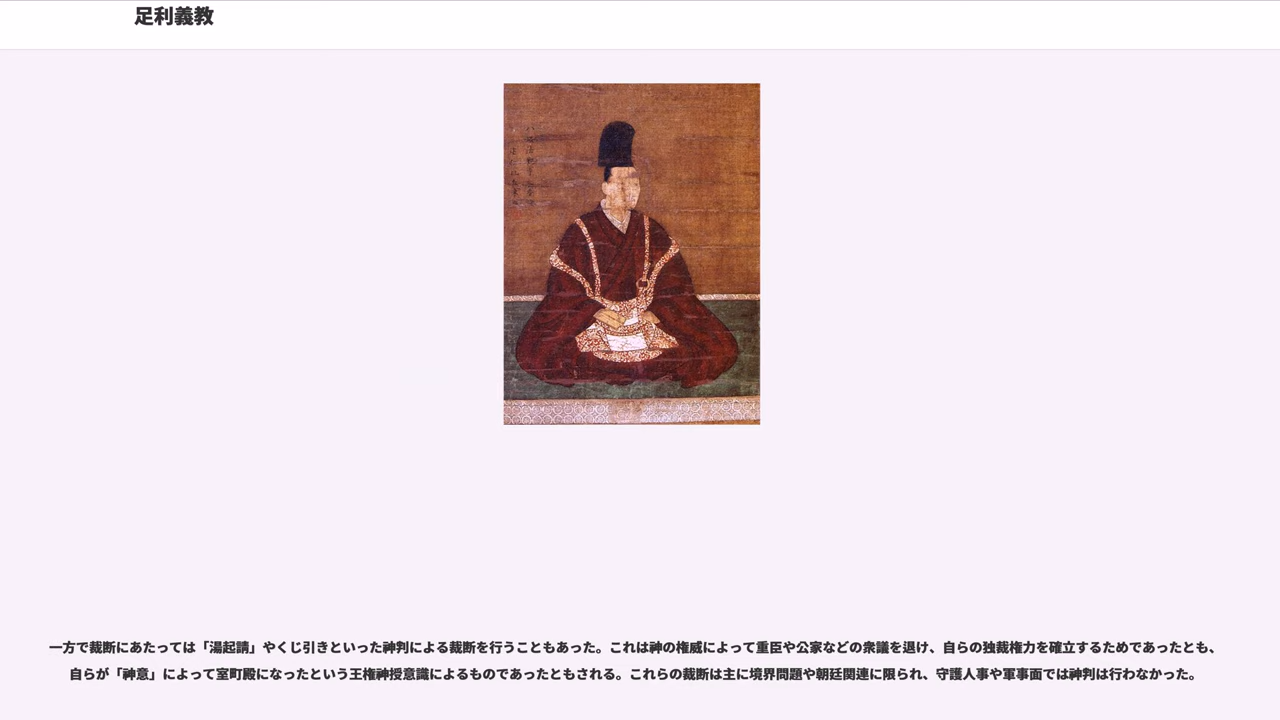 足利義教
一方で裁断にあたっては「湯起請」やくじ引きといった神判による裁断を行うこともあった。これは神の権威によって重臣や公家などの衆議を退け、自らの独裁権力を確立するためであったとも、
自らが「神意」によって室町殿になったという王権神授意識によるものであったともされる。これらの裁断は主に境界問題や朝廷関連に限られ、守護人事や軍事面では神判は行わなかった。